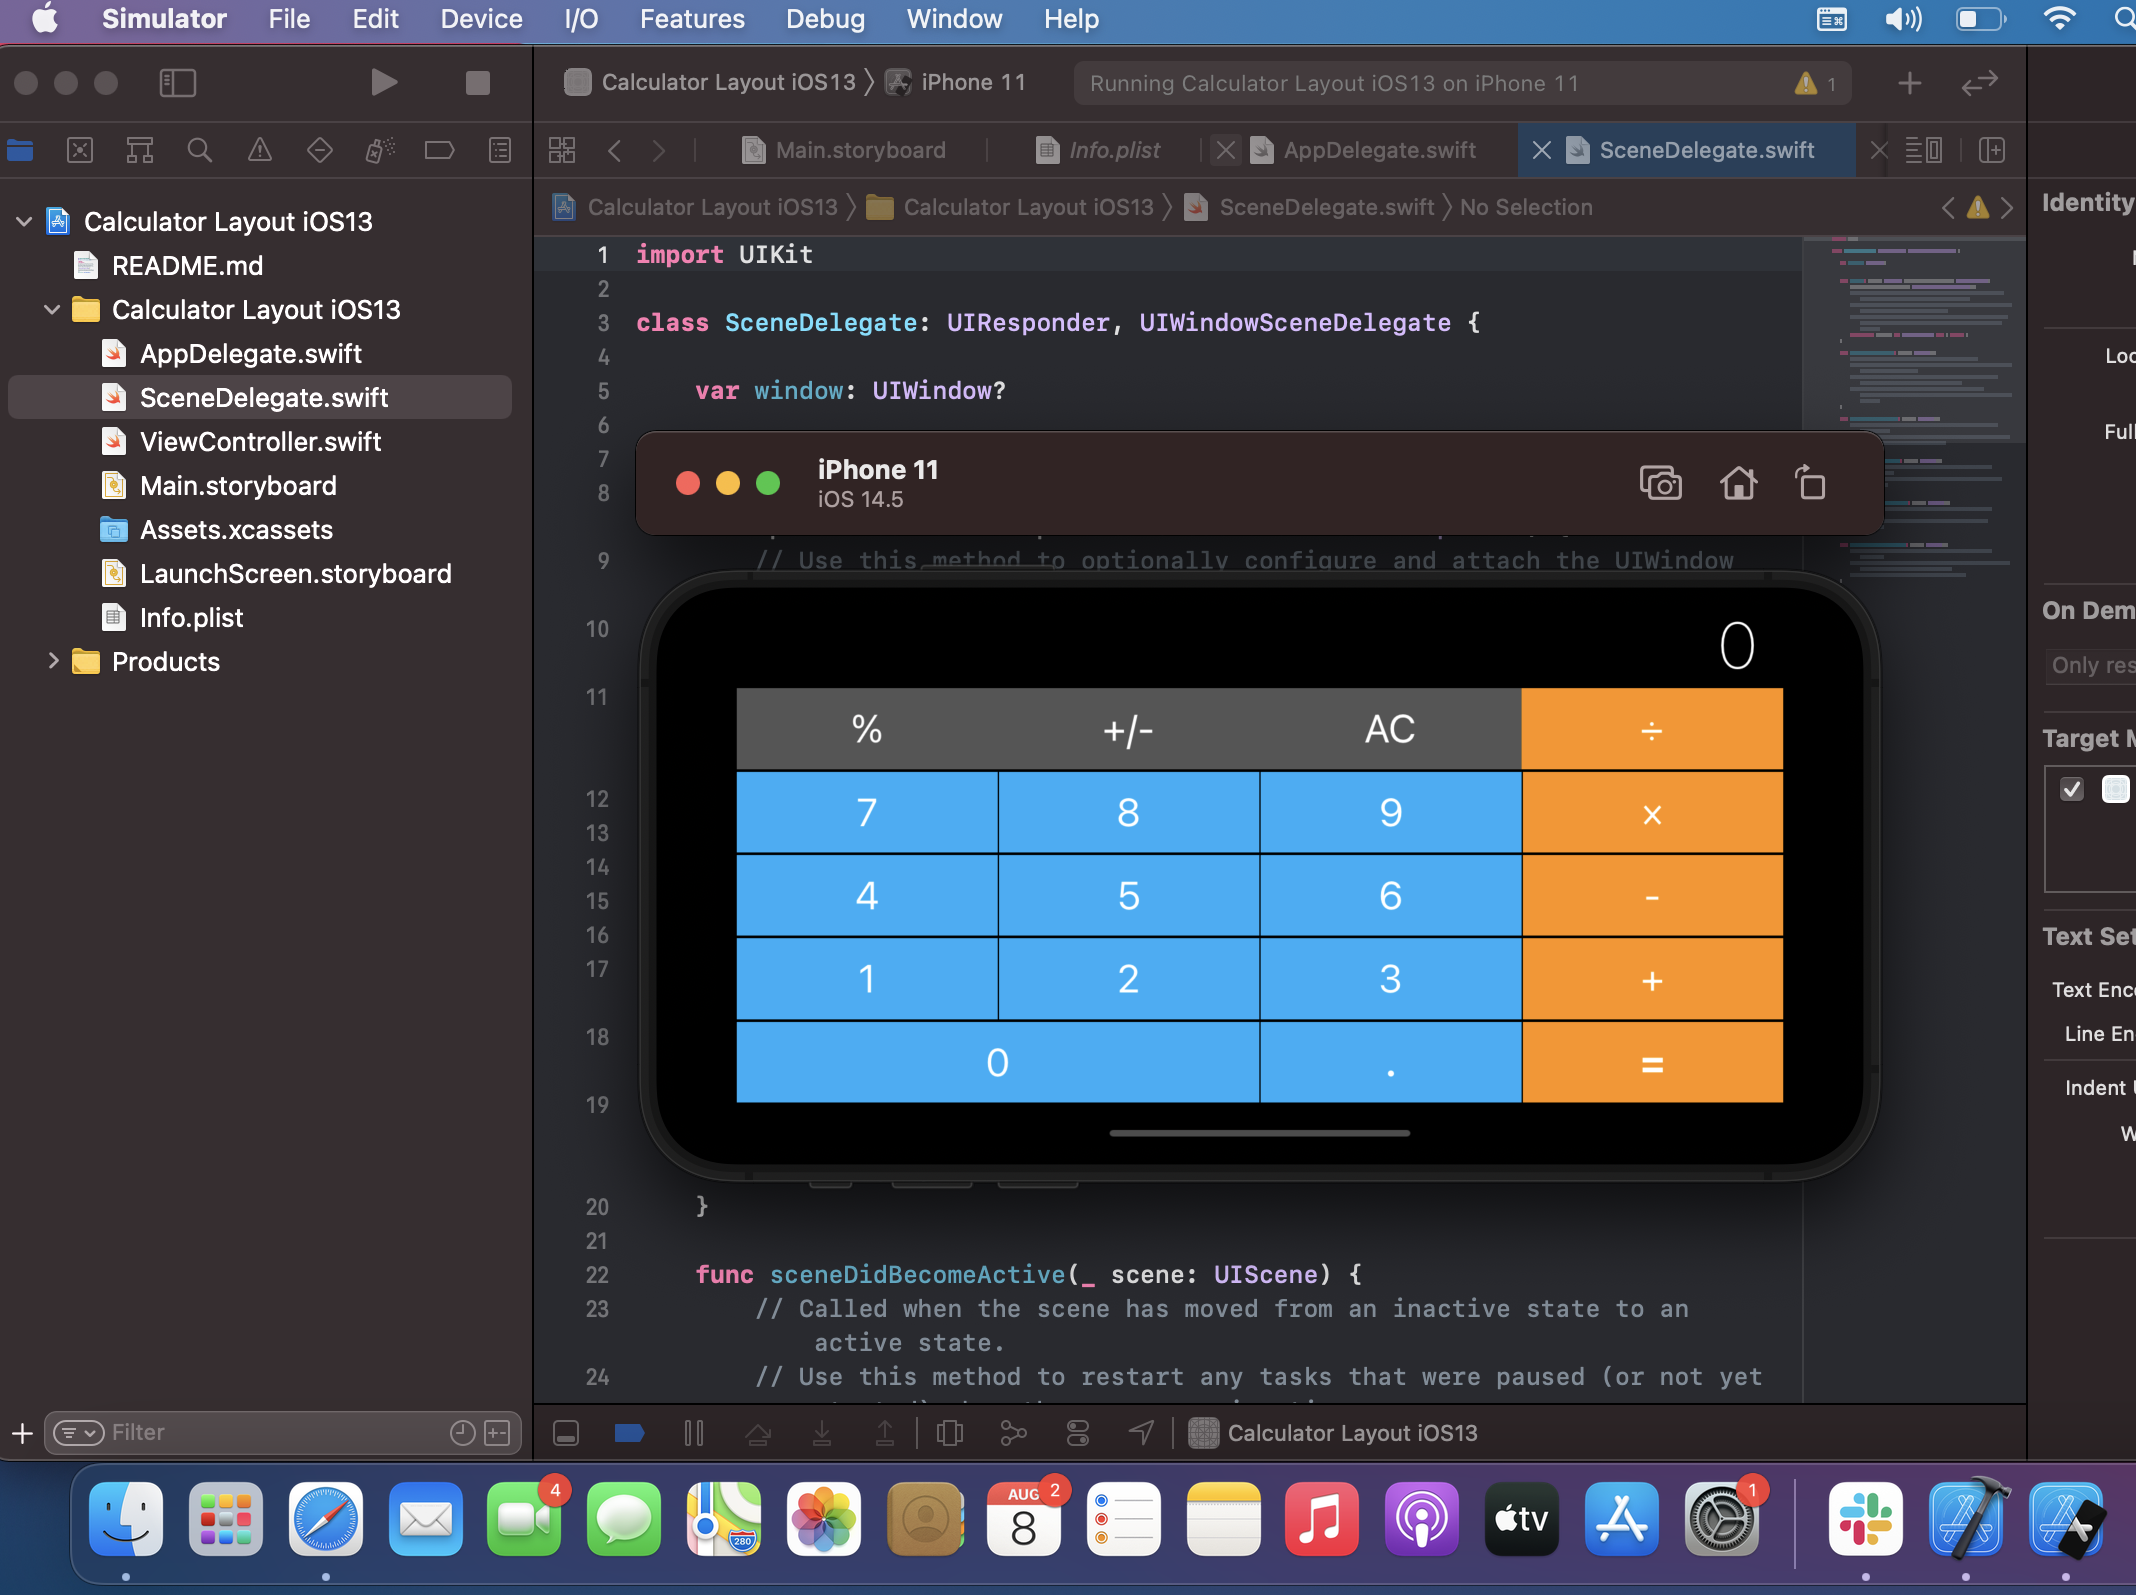 Simulator File Edit Device I/O Features Debug Window Help
Calculator Layout iOS13 iPhone 11
Running Calculator Layout iOS13 on iPhone 11 1
Main.storyboard Info.plist AppDelegate.swift SceneDelegate.swift
Calculator Layout iOS13 Calculator Layout iOS13 SceneDelegate.swift No Selection
Calculator Layout iOS13
README.md
Calculator Layout iOS13
AppDelegate.swift
SceneDelegate.swift
ViewController.swift
Main.storyboard
Assets.xcassets
LaunchScreen.storyboard
Info.plist
Products
Filter
1 import UIKit
2
3 class SceneDelegate: UIResponder, UIWindowSceneDelegate {
4
5 var window: UIWindow?
6
7
8
9 // Use this method to optionally configure and attach the UIWindow
10
11
12
13
14
15
16
17
18
19
20 }
21
22 func sceneDidBecomeActive(_ scene: UIScene) {
23 // Called when the scene has moved from an inactive state to an
active state.
24 // Use this method to restart any tasks that were paused (or not yet
iPhone 11
iOS 14.5
0
% +/- AC ÷
7 8 9 ×
4 5 6 -
1 2 3 +
0 . =
Calculator Layout iOS13
Identity
Loc
Full
On Dem
Only res
Target M
Text Set
Text Enc
Line En
Indent U
W
4
280
AUG 2
8
tv
1